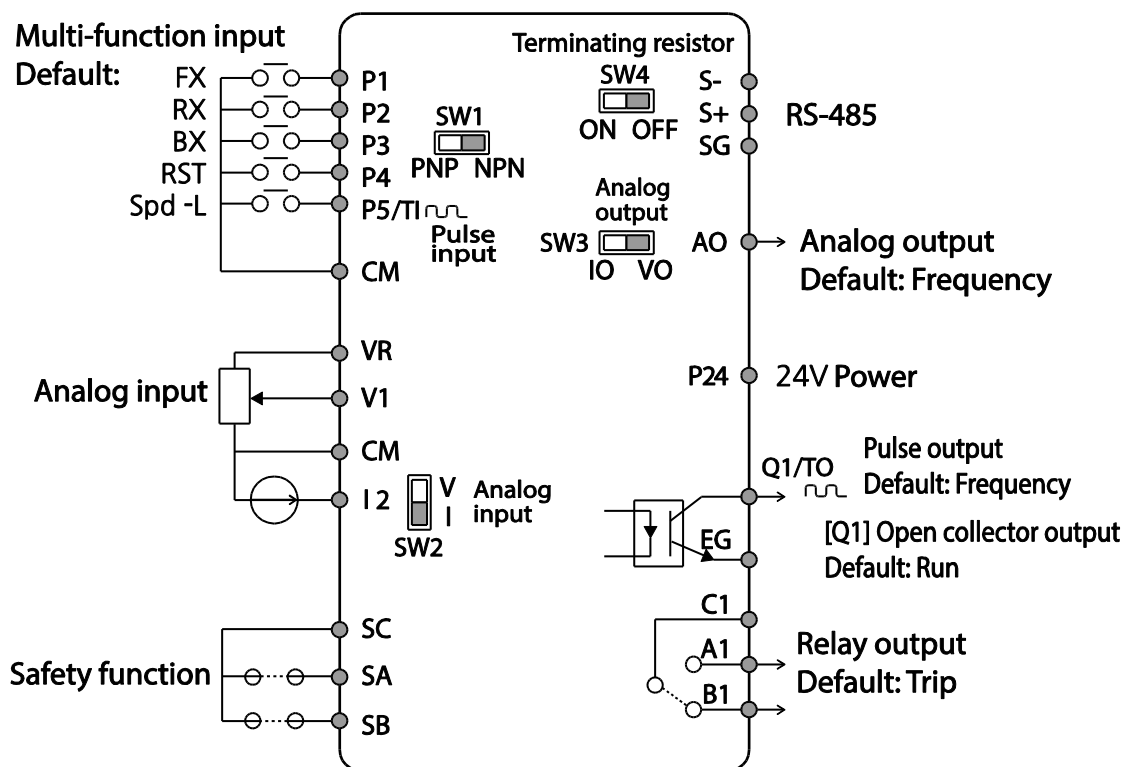 Multi-function input
Default:
FX
RX
BX
RST
Spd -L
P1
P2
P3
P4
P5/TI
Pulse
input
CM
SW1
PNP NPN
Terminating resistor
SW4
ON OFF
S-
S+
SG
RS-485
Analog
output
SW3
IO VO
AO
Analog output
Default: Frequency
Analog input
VR
V1
CM
I 2
V
I
SW2
Analog
input
P24
24V Power
Q1/TO
Pulse output
Default: Frequency
EG
[Q1] Open collector output
Default: Run
Safety function
SC
SA
SB
C1
A1
B1
Relay output
Default: Trip